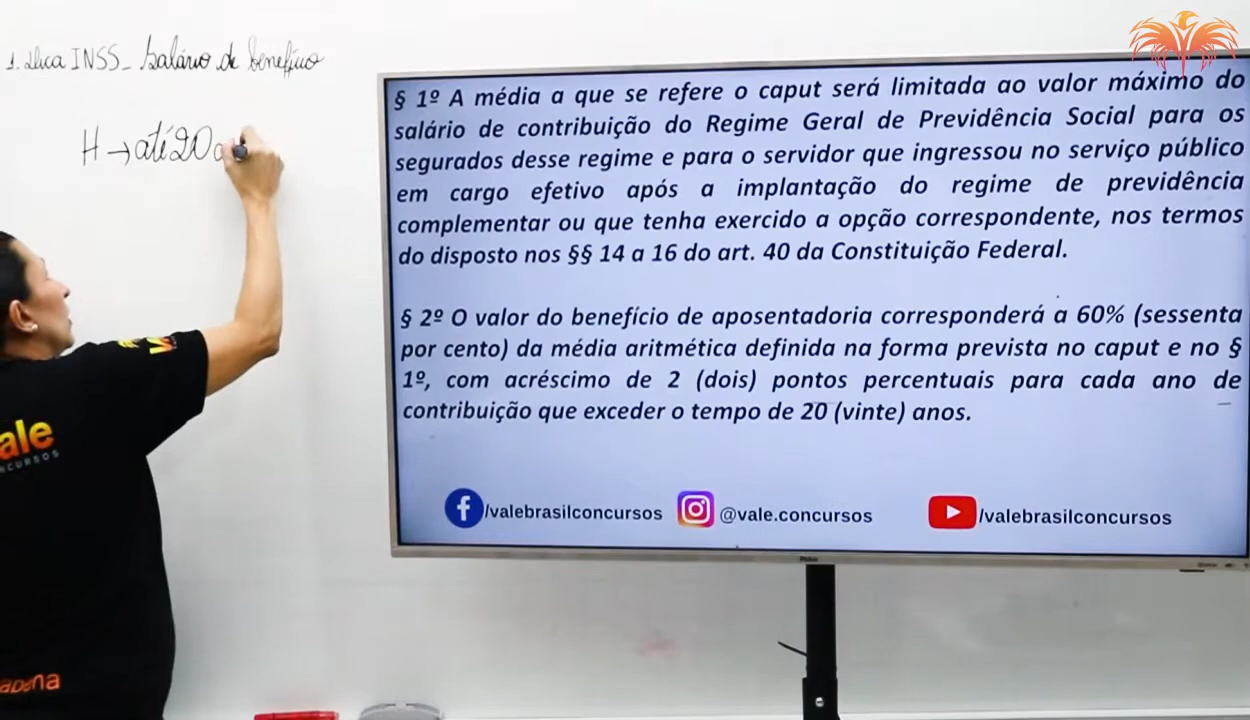 1. Dica INSS - Salário de benefício
H → até 20 a
§ 1º A média a que se refere o caput será limitada ao valor máximo do
salário de contribuição do Regime Geral de Previdência Social para os
segurados desse regime e para o servidor que ingressou no serviço público
em cargo efetivo após a implantação do regime de previdência
complementar ou que tenha exercido a opção correspondente, nos termos
do disposto nos §§ 14 a 16 do art. 40 da Constituição Federal.
§ 2º O valor do benefício de aposentadoria corresponderá a 60% (sessenta
por cento) da média aritmética definida na forma prevista no caput e no §
1º, com acréscimo de 2 (dois) pontos percentuais para cada ano de
contribuição que exceder o tempo de 20 (vinte) anos.
/valebrasilconcursos @vale.concursos /valebrasilconcursos
ale
NCURSOS